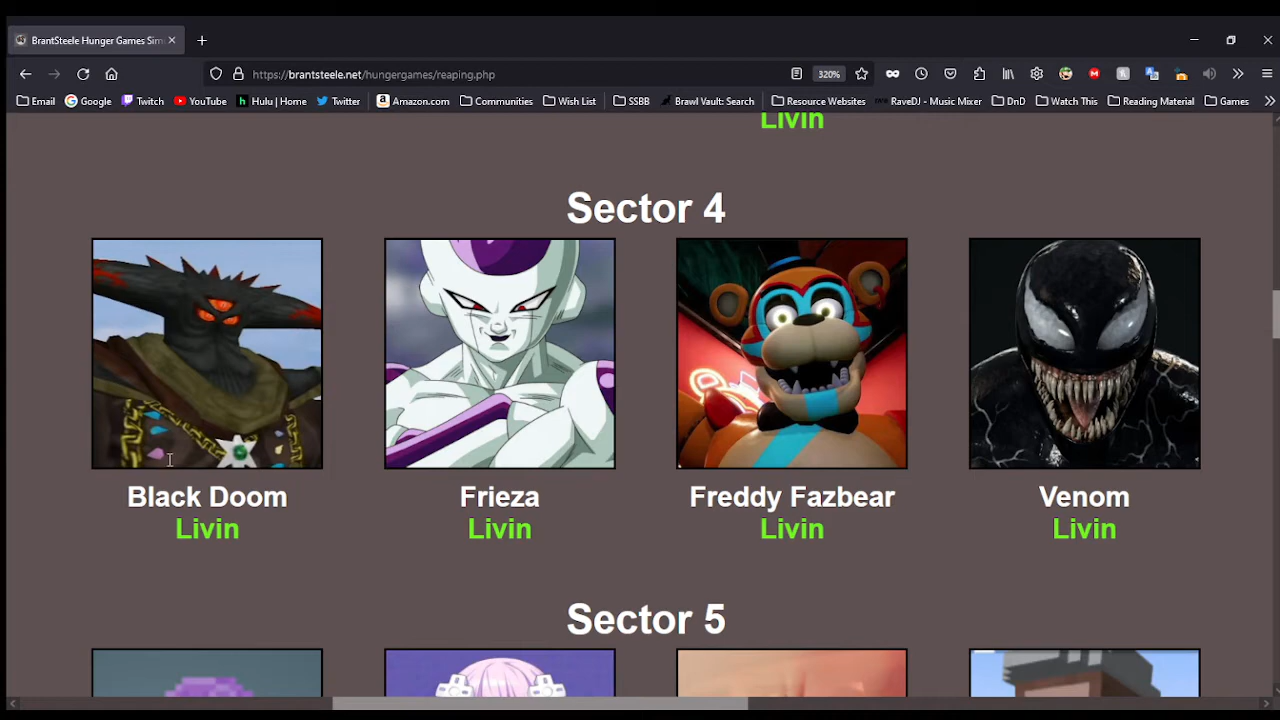 BrantSteele Hunger Games Sim
https://brantsteele.net/hungergames/reaping.php
320%
Email Google Twitch YouTube Hulu | Home Twitter Amazon.com Communities Wish List SSBB Brawl Vault: Search Resource Websites RaveDJ - Music Mixer DnD Watch This Reading Material Games
Livin
Sector 4
Black Doom Frieza Freddy Fazbear Venom
Livin Livin Livin Livin
Sector 5